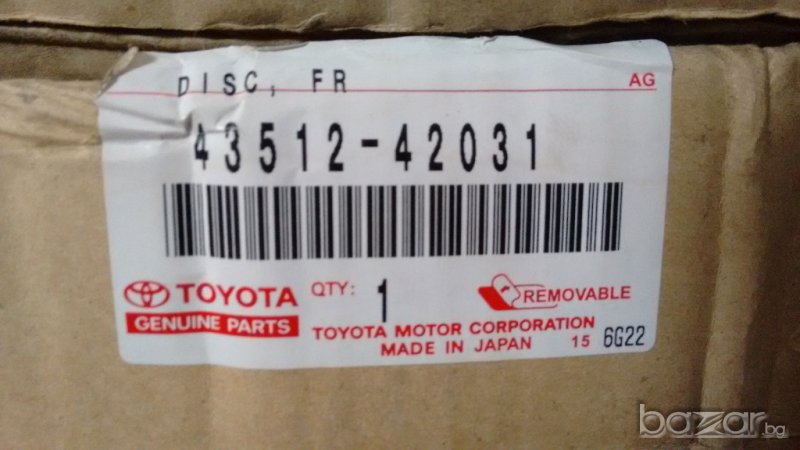 DISC, FR
AG
43512-42031
TOYOTA
GENUINE PARTS
QTY: 1
REMOVABLE
TOYOTA MOTOR CORPORATION
MADE IN JAPAN 15 6G22
bazar.bg